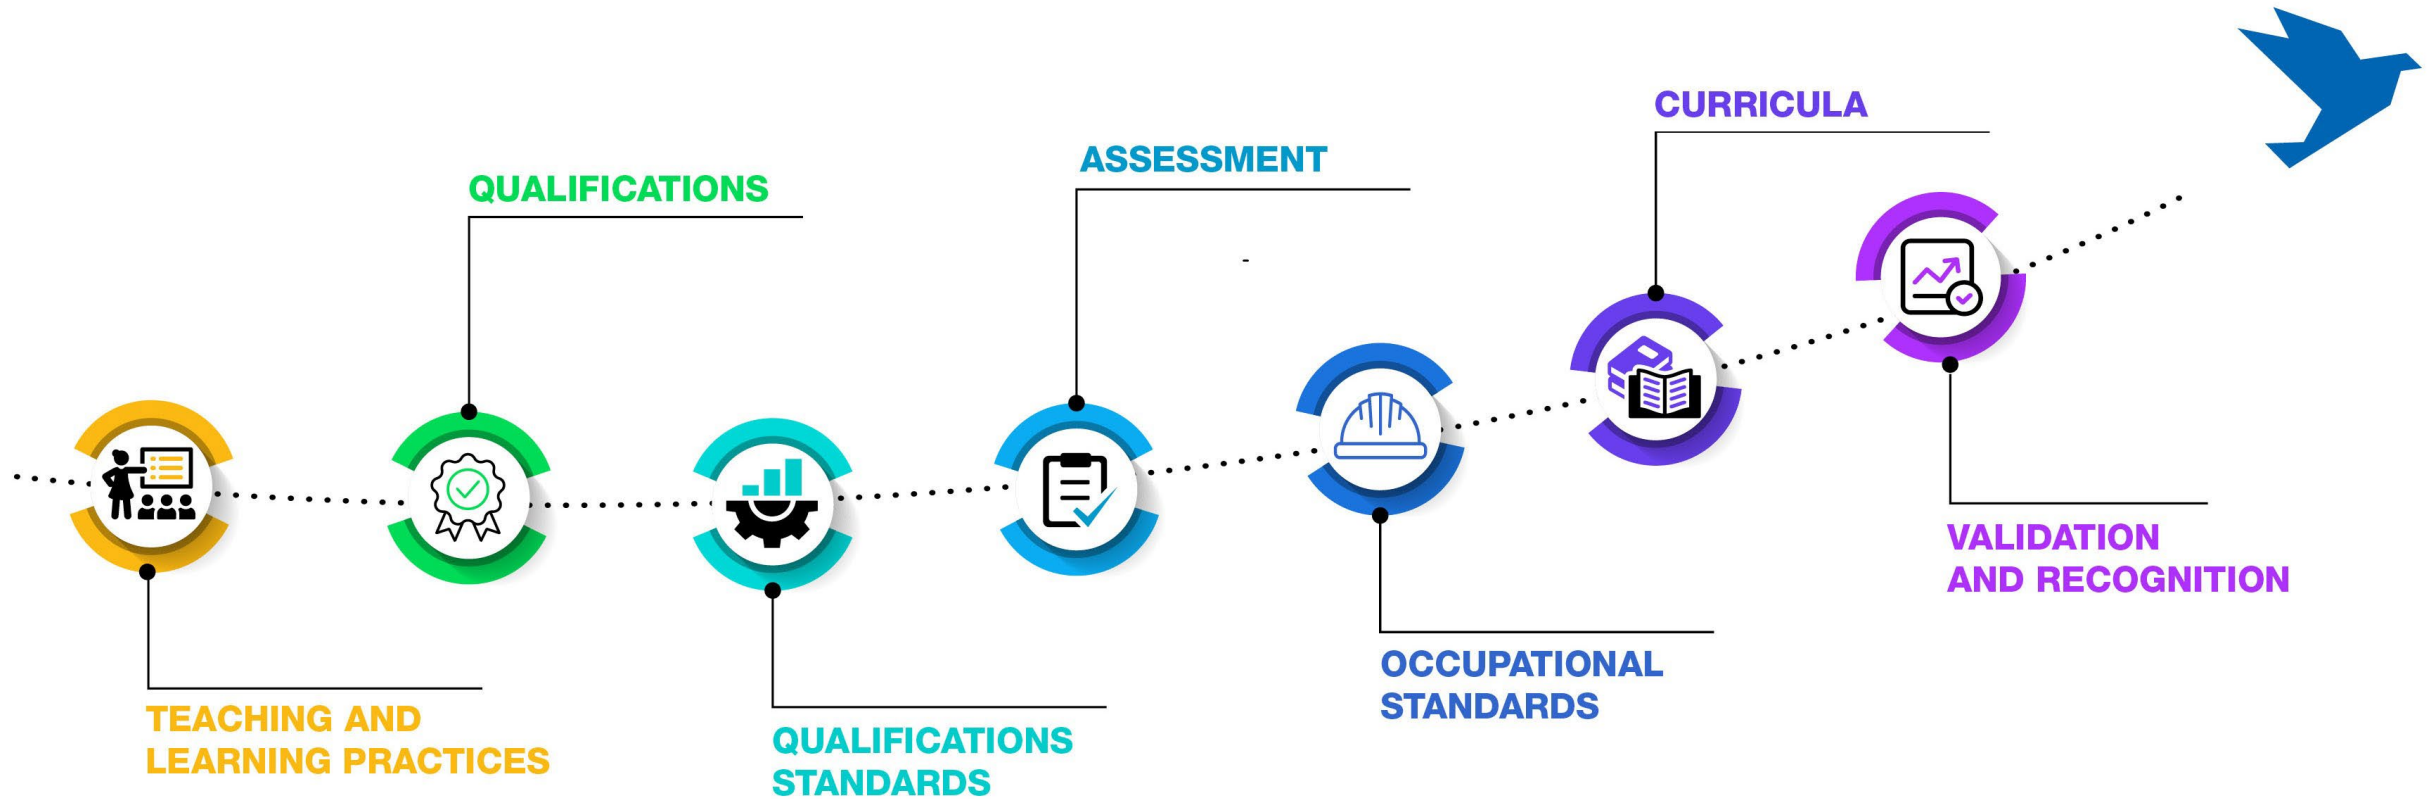 TEACHING AND
LEARNING PRACTICES
QUALIFICATIONS
QUALIFICATIONS
STANDARDS
ASSESSMENT
-
OCCUPATIONAL
STANDARDS
CURRICULA
VALIDATION
AND RECOGNITION